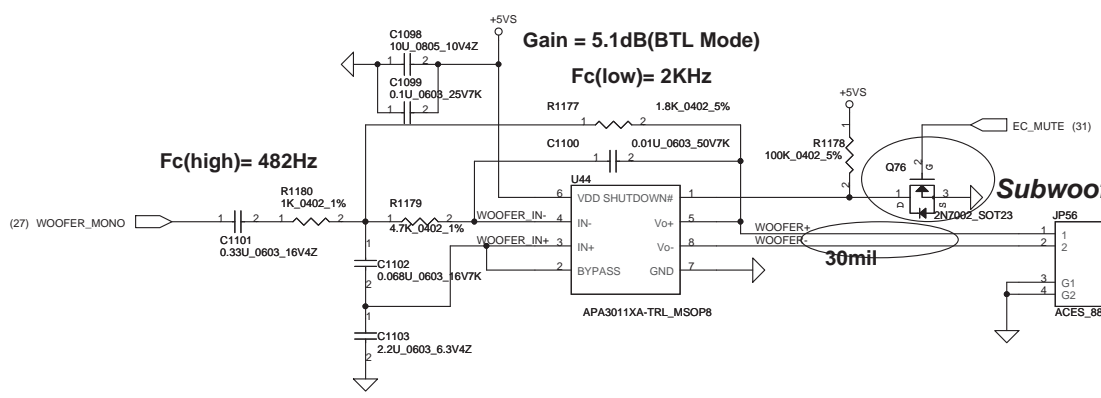 +5VS
C1098
10U_0805_10V4Z
1 2
C1099
0.1U_0603_25V7K
1 2
Gain = 5.1dB(BTL Mode)
Fc(low)= 2KHz
R1177
1.8K_0402_5%
1 2
C1100
0.01U_0603_50V7K
1 2
+5VS
R1178
100K_0402_5%
1
2
EC_MUTE (31)
Q76
2
G
1
D
3
S
2N7002_SOT23
Fc(high)= 482Hz
(27) WOOFER_MONO
C1101
0.33U_0603_16V4Z
1 2
R1180
1K_0402_1%
1 2
R1179
4.7K_0402_1%
1 2
WOOFER_IN-
WOOFER_IN+
U44
6 VDD SHUTDOWN# 1
4 IN- Vo+ 5
3 IN+ Vo- 8
2 BYPASS GND 7
APA3011XA-TRL_MSOP8
WOOFER+
WOOFER-
30mil
Subwoof
JP56
1 1
2 2
3 G1
4 G2
ACES_88
1
C1102
0.068U_0603_16V7K
2
1
C1103
2.2U_0603_6.3V4Z
2